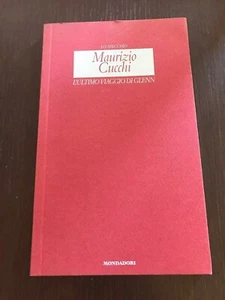 LO SPECCHIO
Maurizio
Cucchi
L'ULTIMO VIAGGIO DI GLENN
MONDADORI